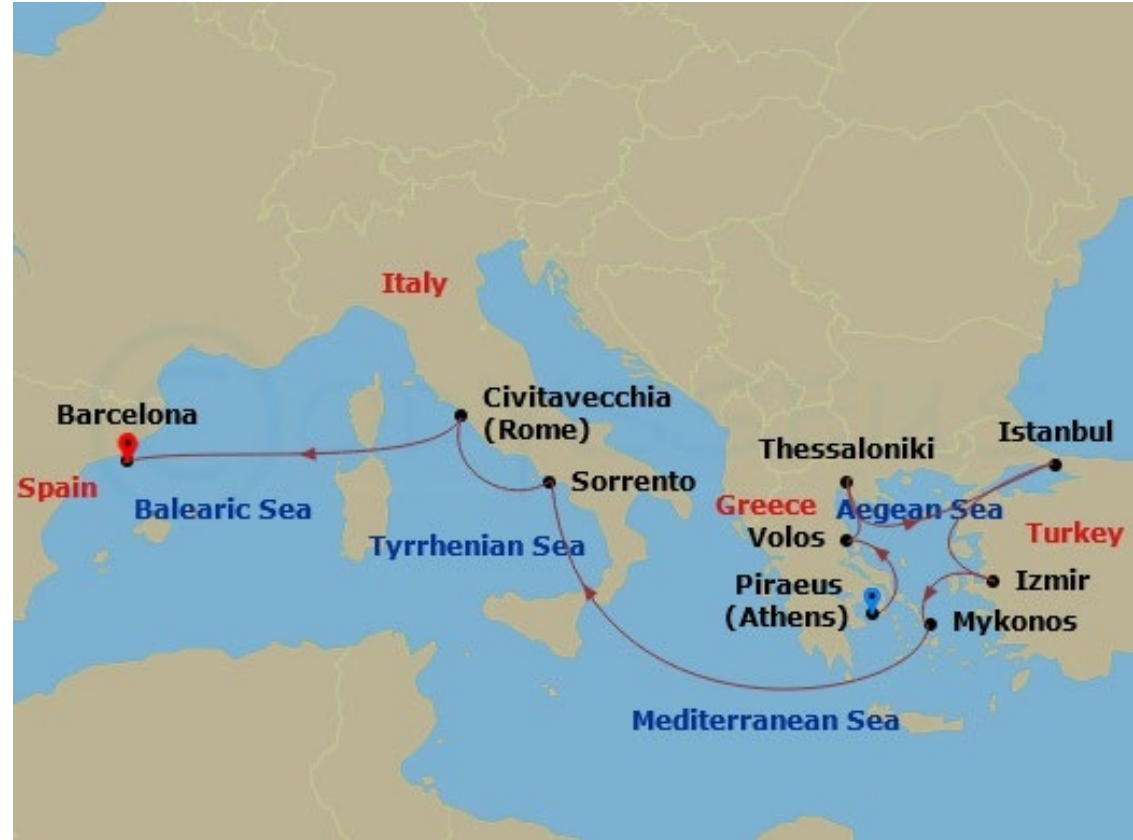 Italy
Barcelona
Civitavecchia
(Rome)
Istanbul
Thessaloniki
Spain
Sorrento
Balearic Sea
Greece
Aegean Sea
Tyrrhenian Sea
Volos
Turkey
Piraeus
(Athens)
Izmir
Mykonos
Mediterranean Sea